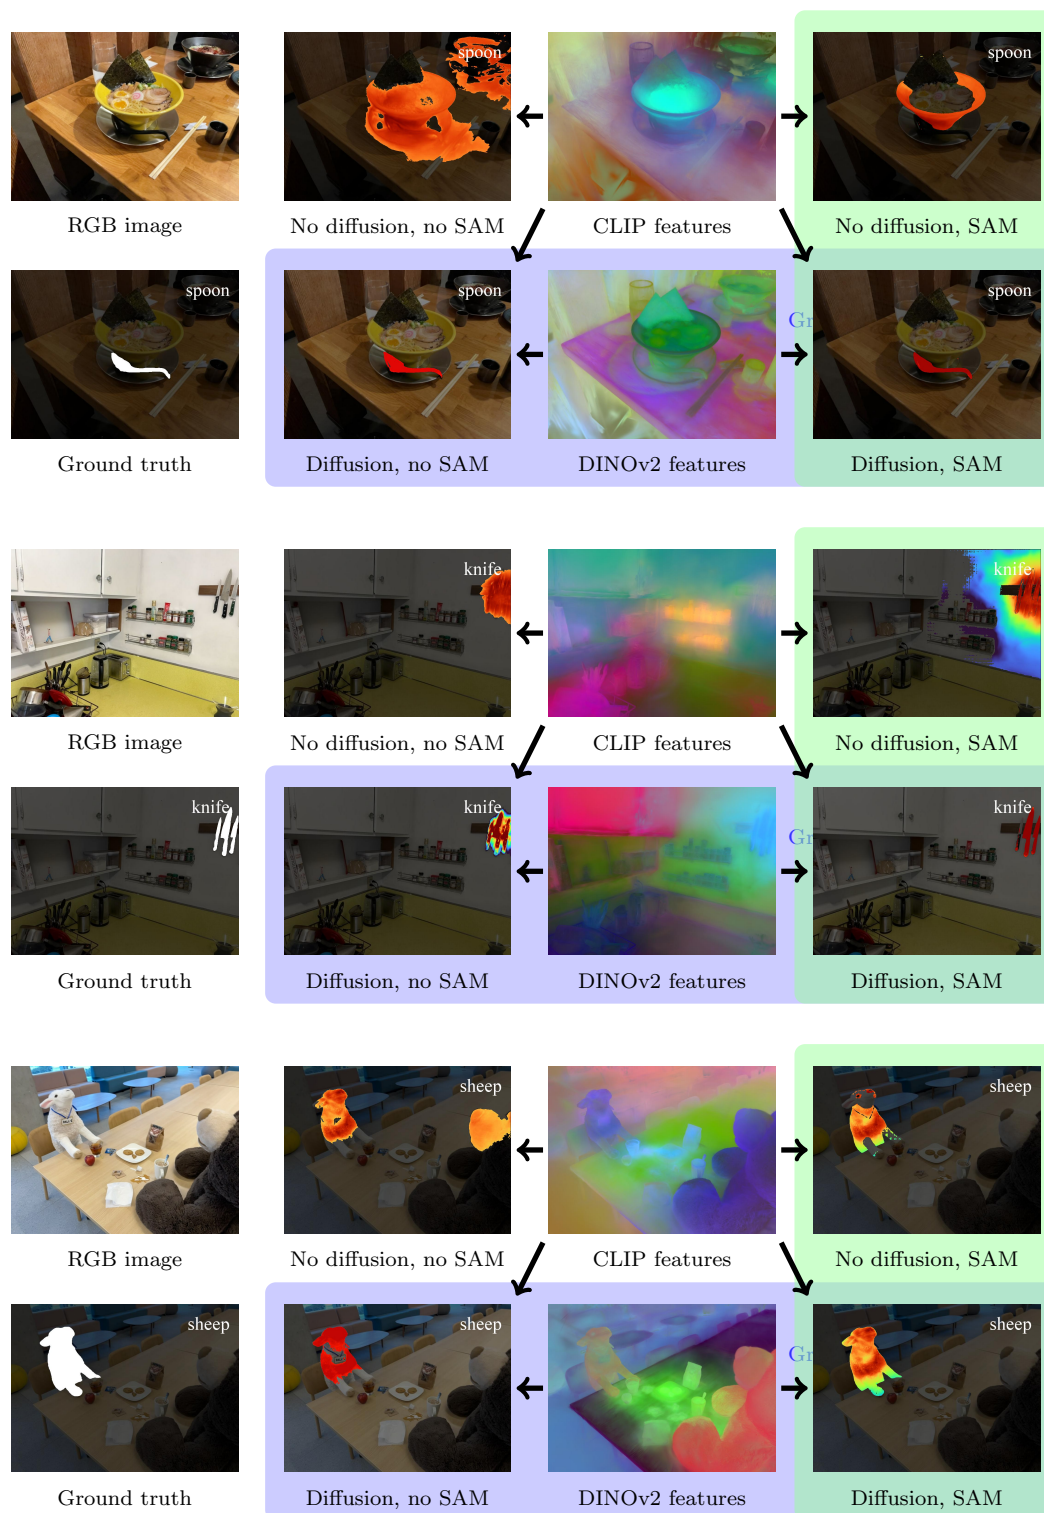 spoon
spoon
RGB image
No diffusion, no SAM
CLIP features
No diffusion, SAM
spoon
spoon
spoon
Gr
Ground truth
Diffusion, no SAM
DINOv2 features
Diffusion, SAM
knife
knife
RGB image
No diffusion, no SAM
CLIP features
No diffusion, SAM
knife
knife
knife
Gr
Ground truth
Diffusion, no SAM
DINOv2 features
Diffusion, SAM
sheep
sheep
RGB image
No diffusion, no SAM
CLIP features
No diffusion, SAM
sheep
sheep
sheep
Gr
Ground truth
Diffusion, no SAM
DINOv2 features
Diffusion, SAM